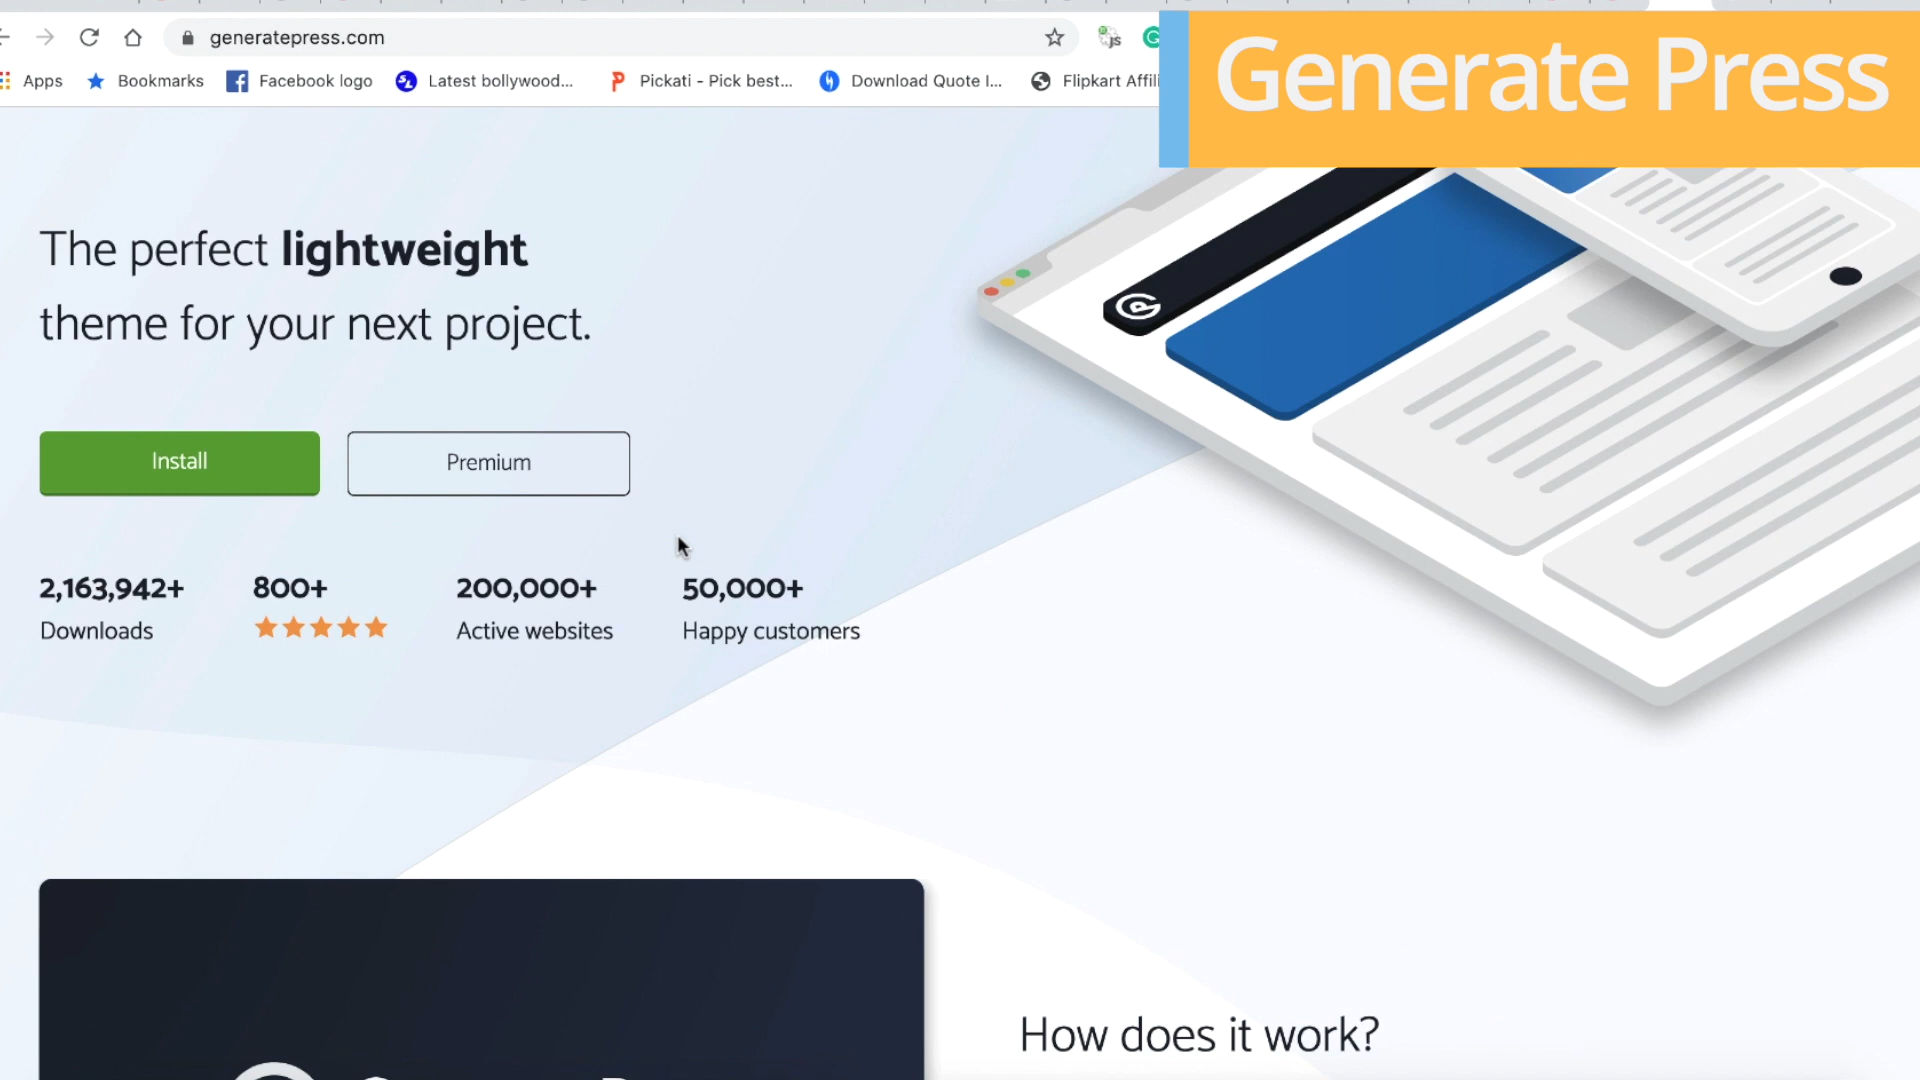 generatepress.com
Generate Press
Apps Bookmarks Facebook logo Latest bollywood... Pickati - Pick best... Download Quote I... Flipkart Affili
The perfect lightweight
theme for your next project.
Install Premium
2,163,942+ 800+ 200,000+ 50,000+
Downloads Active websites Happy customers
How does it work?